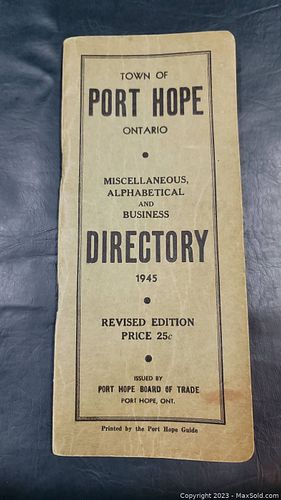 TOWN OF
PORT HOPE
ONTARIO
MISCELLANEOUS,
ALPHABETICAL
AND
BUSINESS
DIRECTORY
1945
REVISED EDITION
PRICE 25c
ISSUED BY
PORT HOPE BOARD OF TRADE
PORT HOPE, ONT.
Printed by the Port Hope Guide
Copyright © 2023 - MaxSold.com